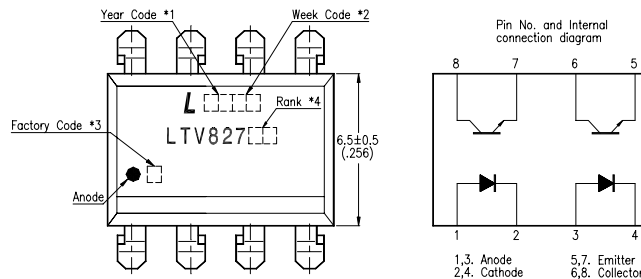 Year Code *1
Week Code *2
L
Rank *4
LTV827
Factory Code *3
6.5±0.5
(.256)
Anode
Pin No. and Internal
connection diagram
8 7 6 5
1 2 3 4
1,3. Anode
2,4. Cathode
5,7. Emitter
6,8. Collector